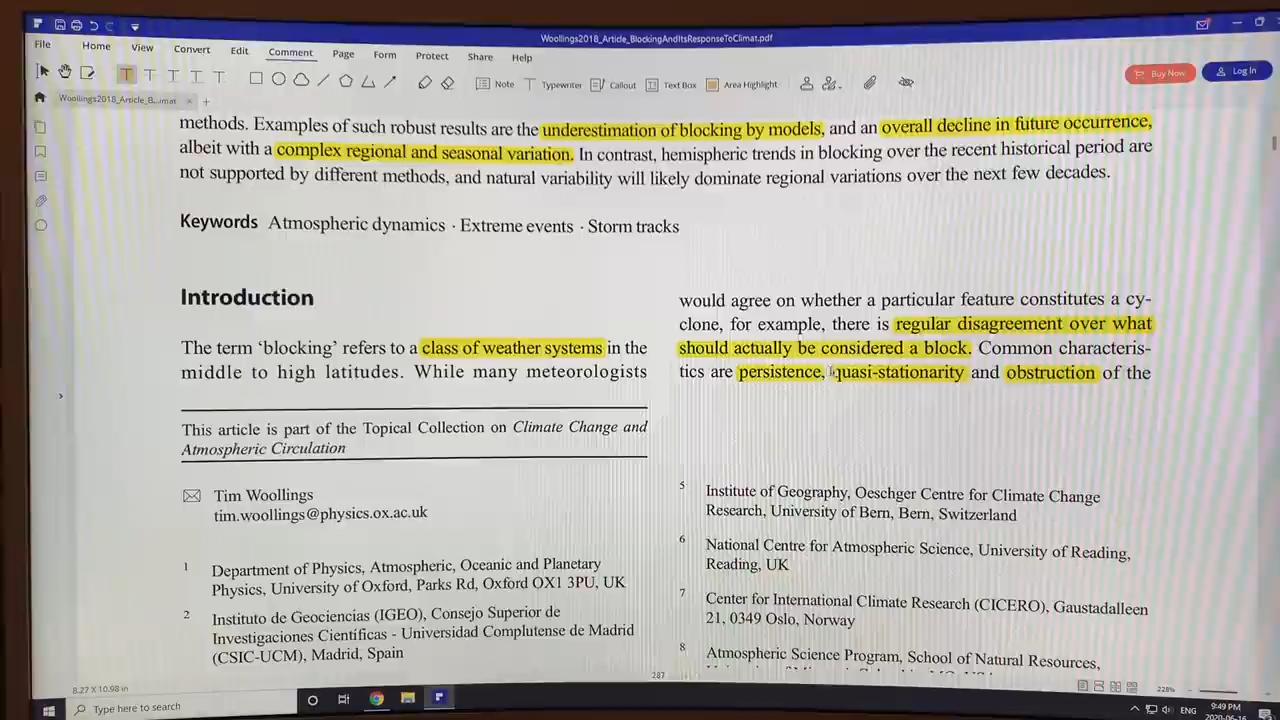 Woollings2018_Article_BlockingAndItsResponseToClimat.pdf
File Home View Convert Edit Comment Page Form Protect Share Help
Note Typewriter Callout Text Box Area Highlight
Buy Now Log In
Woollings2018_Article_B...imat × +
methods. Examples of such robust results are the underestimation of blocking by models, and an overall decline in future occurrence,
albeit with a complex regional and seasonal variation. In contrast, hemispheric trends in blocking over the recent historical period are
not supported by different methods, and natural variability will likely dominate regional variations over the next few decades.
Keywords Atmospheric dynamics · Extreme events · Storm tracks
Introduction
The term ‘blocking’ refers to a class of weather systems in the
middle to high latitudes. While many meteorologists
This article is part of the Topical Collection on Climate Change and
Atmospheric Circulation
Tim Woollings
tim.woollings@physics.ox.ac.uk
1 Department of Physics, Atmospheric, Oceanic and Planetary
Physics, University of Oxford, Parks Rd, Oxford OX1 3PU, UK
2 Instituto de Geociencias (IGEO), Consejo Superior de
Investigaciones Científicas - Universidad Complutense de Madrid
(CSIC-UCM), Madrid, Spain
would agree on whether a particular feature constitutes a cy-
clone, for example, there is regular disagreement over what
should actually be considered a block. Common characteris-
tics are persistence, quasi-stationarity and obstruction of the
5 Institute of Geography, Oeschger Centre for Climate Change
Research, University of Bern, Bern, Switzerland
6 National Centre for Atmospheric Science, University of Reading,
Reading, UK
7 Center for International Climate Research (CICERO), Gaustadalleen
21, 0349 Oslo, Norway
8 Atmospheric Science Program, School of Natural Resources,
287
8.27 X 10.98 in
228%
Type here to search
ENG
9:49 PM
2020-06-16